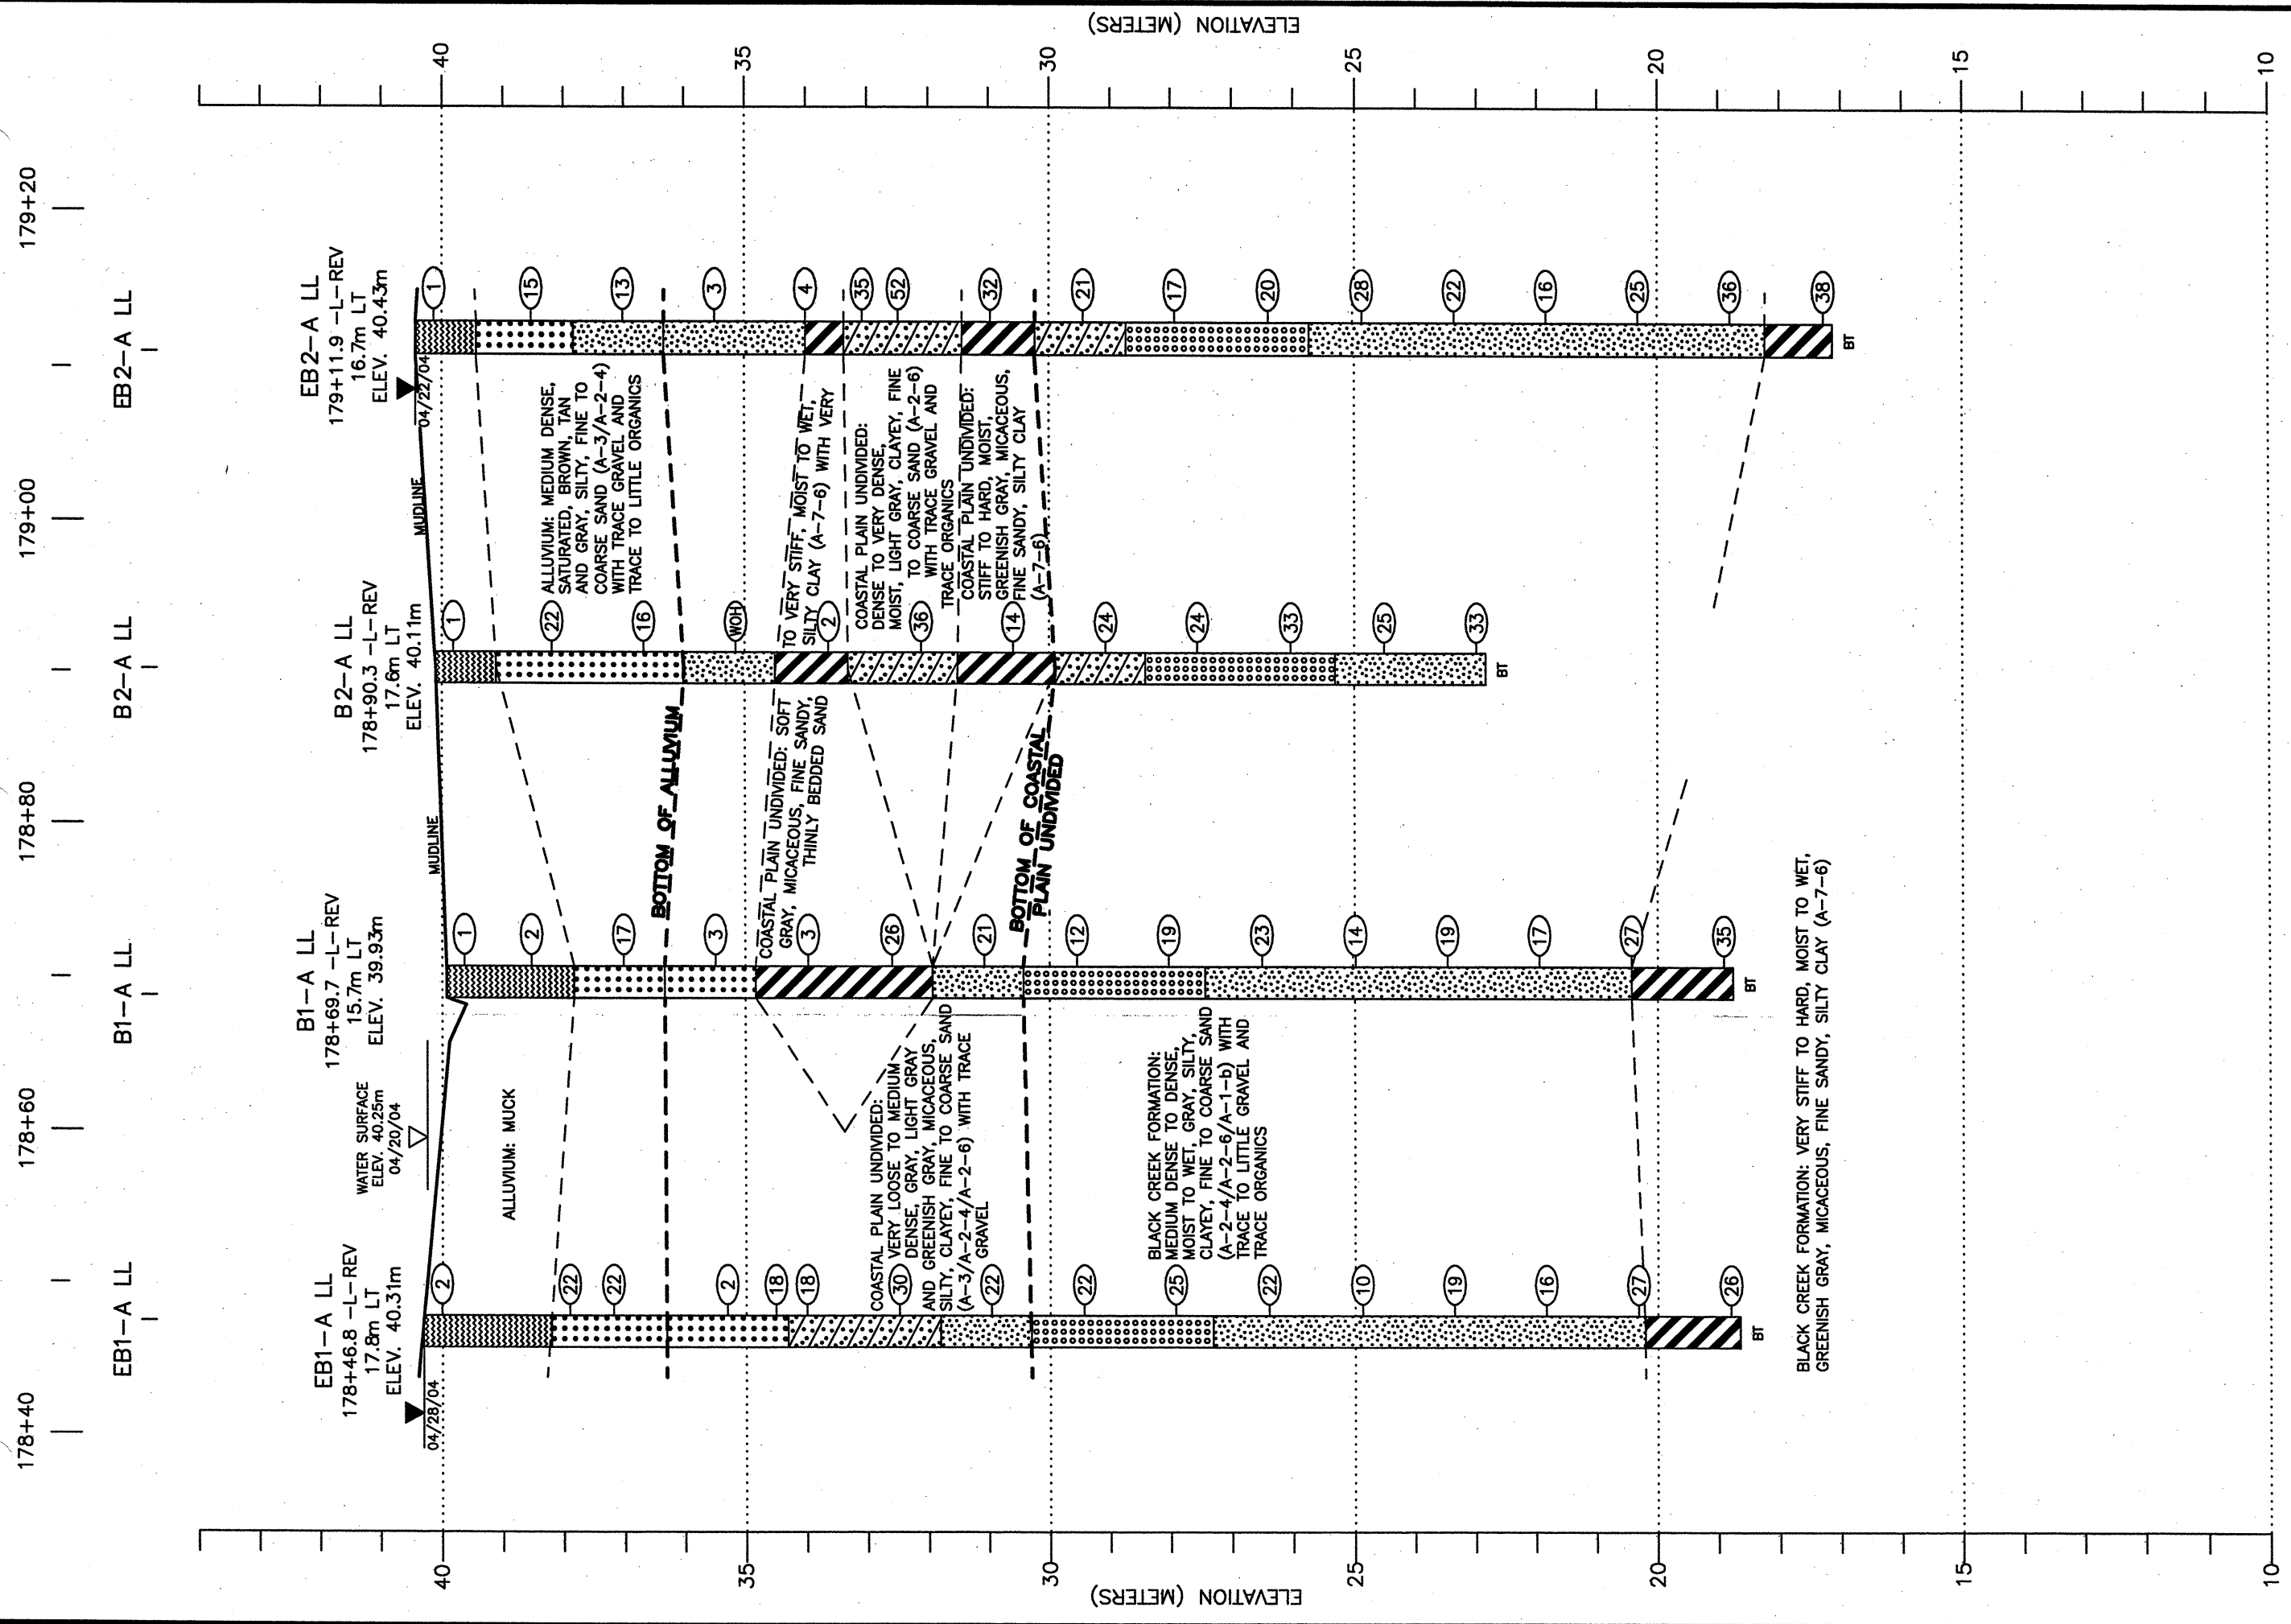 ELEVATION (METERS)
40
35
30
25
20
15
10
178+40
178+60
178+80
179+00
179+20
EB1-A LL
B1-A LL
B2-A LL
EB2-A LL
EB1-A LL
178+46.8 -L-REV
17.8m LT
ELEV. 40.31m
04/28/04
2
22
22
2
18
18
30
22
22
25
22
10
19
16
27
26
BT
WATER SURFACE
ELEV. 40.25m
04/20/04
ALLUVIUM: MUCK
COASTAL PLAIN UNDIVIDED:
VERY LOOSE TO MEDIUM
DENSE, GRAY, LIGHT GRAY
AND GREENISH GRAY, MICACEOUS,
SILTY, CLAYEY, FINE TO COARSE SAND
(A-3/A-2-4/A-2-6) WITH TRACE
GRAVEL
BLACK CREEK FORMATION:
MEDIUM DENSE TO DENSE,
MOIST TO WET, GRAY, SILTY,
CLAYEY, FINE TO COARSE SAND
(A-2-4/A-2-6/A-1-b) WITH
TRACE TO LITTLE GRAVEL AND
TRACE ORGANICS
BLACK CREEK FORMATION: VERY STIFF TO HARD, MOIST TO WET,
GREENISH GRAY, MICACEOUS, FINE SANDY, SILTY CLAY (A-7-6)
B1-A LL
178+69.7 -L-REV
15.7m LT
ELEV. 39.93m
1
2
17
3
3
26
21
12
19
23
14
19
17
27
35
BT
MUDLINE
BOTTOM OF ALLUVIUM
COASTAL PLAIN UNDIVIDED: SOFT
TO VERY STIFF, MOIST TO WET,
GRAY, MICACEOUS, FINE SANDY,
SILTY CLAY (A-7-6) WITH VERY
THINLY BEDDED SAND
BOTTOM OF COASTAL
PLAIN UNDIVIDED
B2-A LL
178+90.3 -L-REV
17.6m LT
ELEV. 40.11m
1
22
16
WOH
2
36
14
24
24
33
25
33
BT
MUDLINE
ALLUVIUM: MEDIUM DENSE,
SATURATED, BROWN, TAN
AND GRAY, SILTY, FINE TO
COARSE SAND (A-3/A-2-4)
WITH TRACE GRAVEL AND
TRACE TO LITTLE ORGANICS
COASTAL PLAIN UNDIVIDED:
DENSE TO VERY DENSE,
MOIST, LIGHT GRAY, CLAYEY, FINE
TO COARSE SAND (A-2-6)
WITH TRACE GRAVEL AND
TRACE ORGANICS
COASTAL PLAIN UNDIVIDED:
STIFF TO HARD, MOIST,
GREENISH GRAY, MICACEOUS,
FINE SANDY, SILTY CLAY
(A-7-6)
EB2-A LL
179+11.9 -L-REV
16.7m LT
ELEV. 40.43m
04/22/04
1
15
13
3
4
35
52
32
21
17
20
28
22
16
25
36
38
BT
40
35
30
25
20
15
10
ELEVATION (METERS)